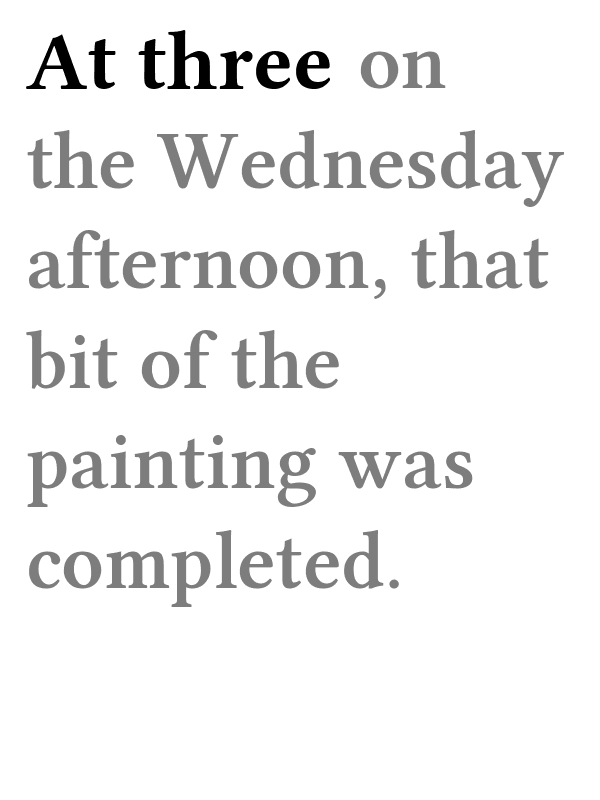 At three on
the Wednesday
afternoon, that
bit of the
painting was
completed.